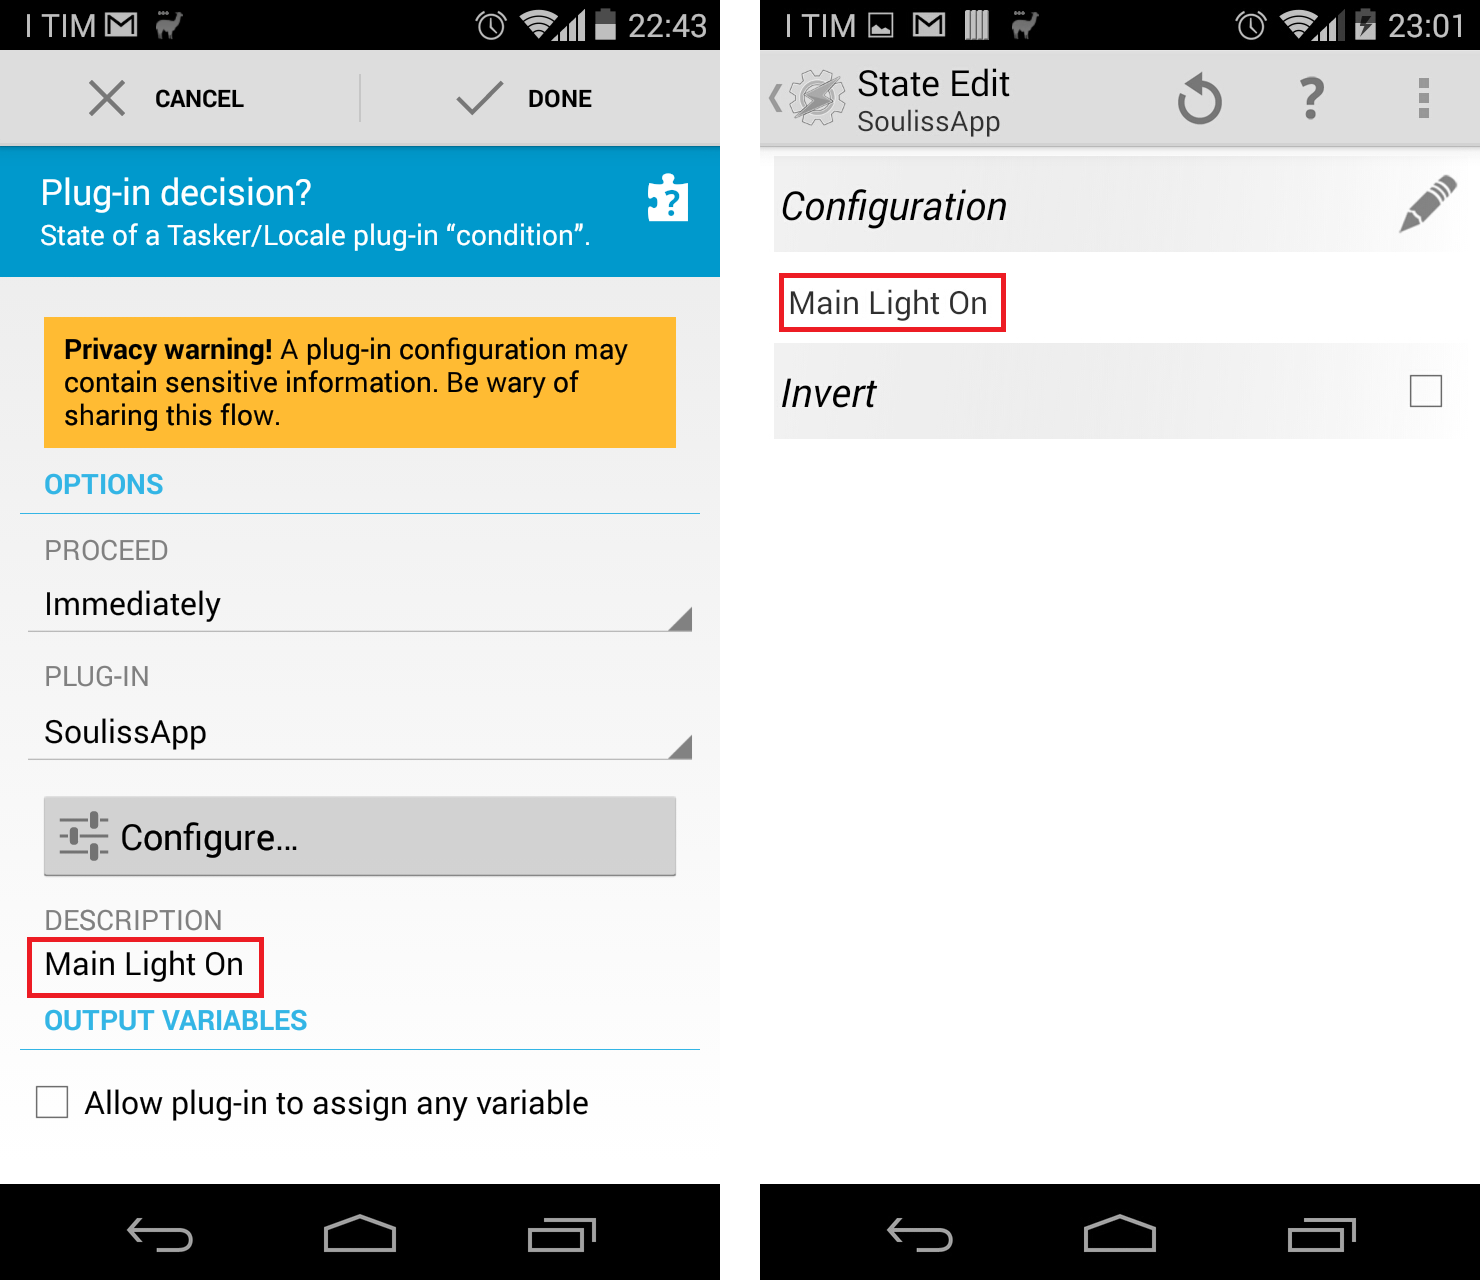 I TIM 22:43
CANCEL DONE
Plug-in decision?
State of a Tasker/Locale plug-in “condition”.
Privacy warning! A plug-in configuration may
contain sensitive information. Be wary of
sharing this flow.
OPTIONS
PROCEED
Immediately
PLUG-IN
SoulissApp
Configure...
DESCRIPTION
Main Light On
OUTPUT VARIABLES
Allow plug-in to assign any variable
I TIM 23:01
State Edit
SoulissApp
?
Configuration
Main Light On
Invert